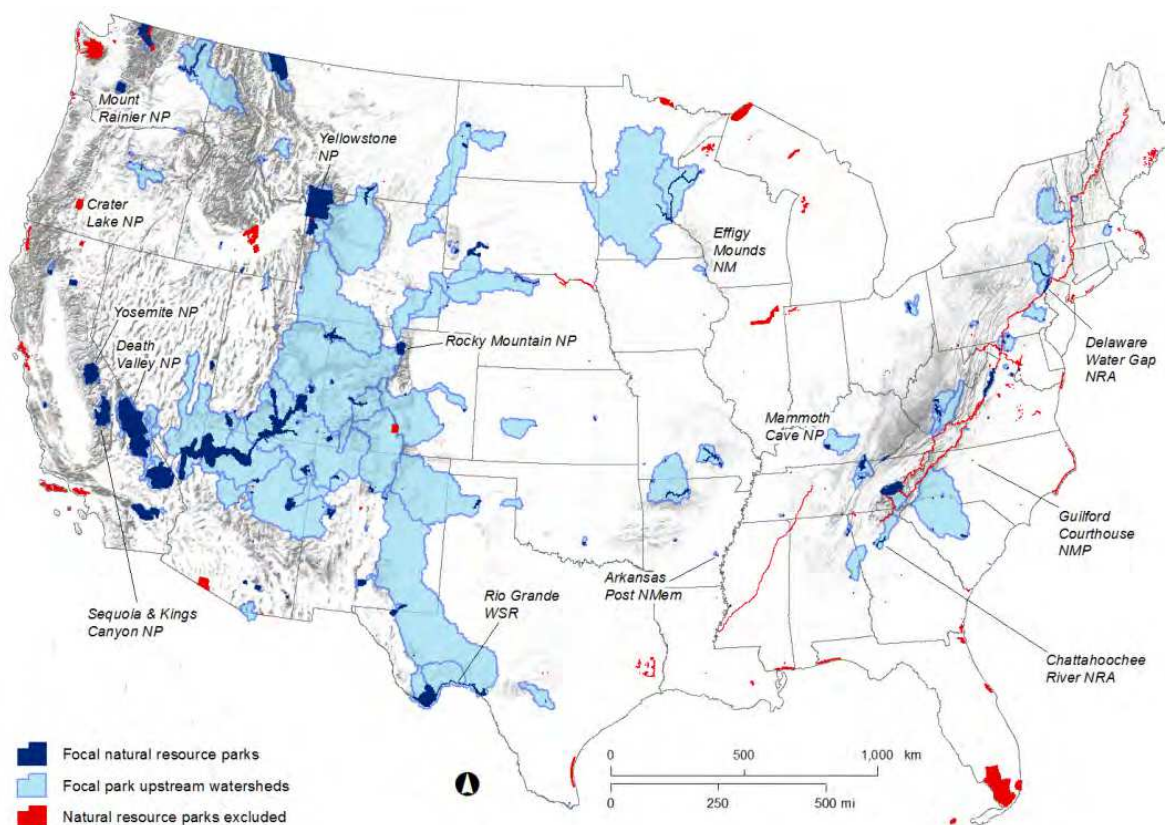 Mount
Rainier NP
Yellowstone
NP
Crater
Lake NP
Effigy
Mounds
NM
Yosemite NP
Death
Valley NP
Rocky Mountain NP
Delaware
Water Gap
NRA
Mammoth
Cave NP
Guilford
Courthouse
NMP
Arkansas
Post NMem
Rio Grande
WSR
Sequoia & Kings
Canyon NP
Chattahoochee
River NRA
Focal natural resource parks
Focal park upstream watersheds
Natural resource parks excluded
0 500 1,000 km
0 250 500 mi